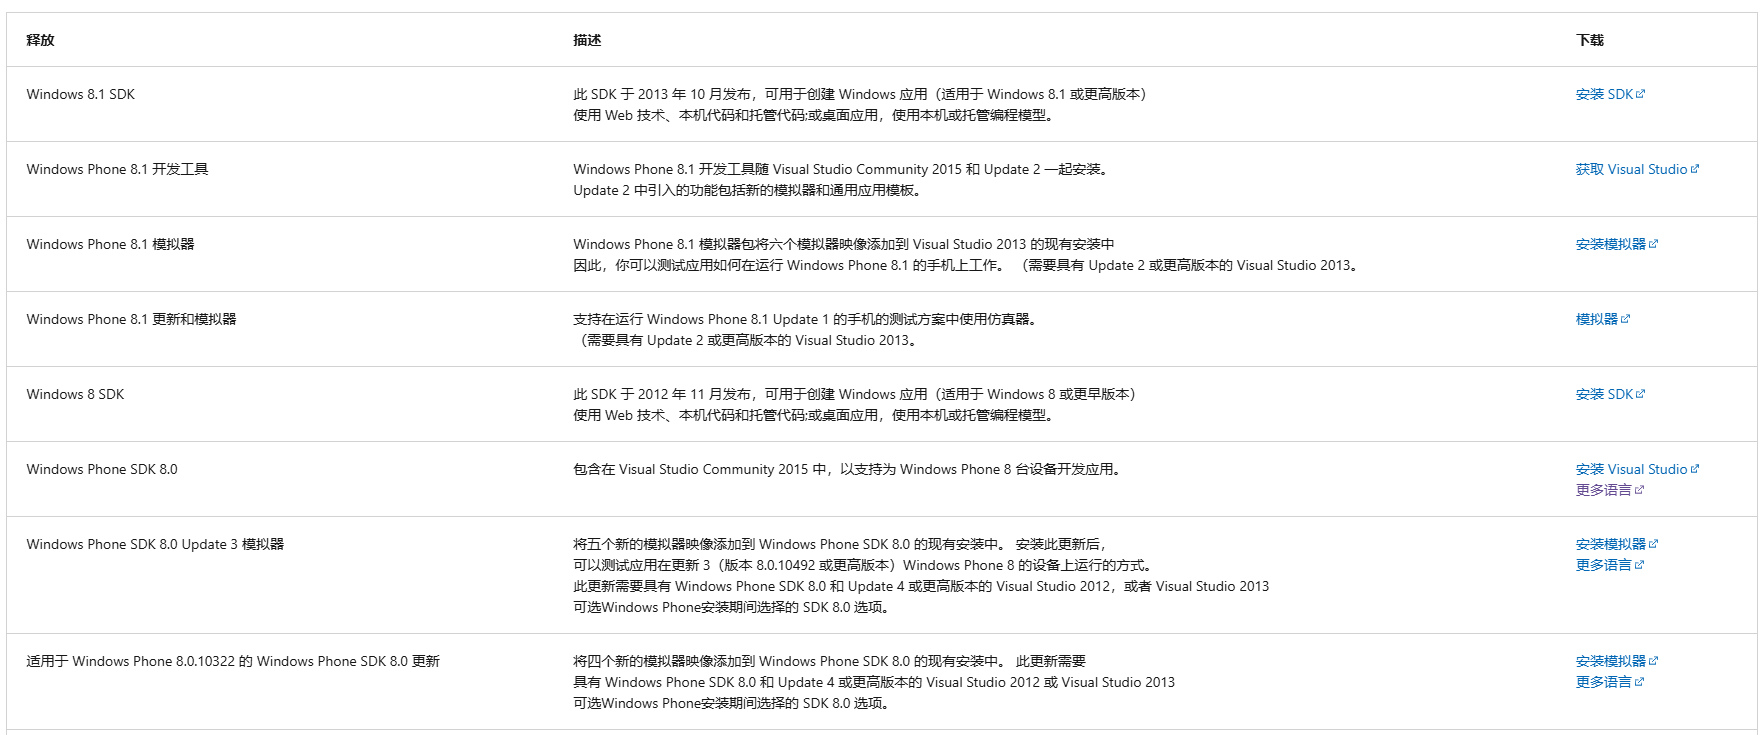 释放
描述
下载
Windows 8.1 SDK
此 SDK 于 2013 年 10 月发布，可用于创建 Windows 应用（适用于 Windows 8.1 或更高版本）
使用 Web 技术、本机代码和托管代码;或桌面应用，使用本机或托管编程模型。
安装 SDK
Windows Phone 8.1 开发工具
Windows Phone 8.1 开发工具随 Visual Studio Community 2015 和 Update 2 一起安装。
Update 2 中引入的功能包括新的模拟器和通用应用模板。
获取 Visual Studio
Windows Phone 8.1 模拟器
Windows Phone 8.1 模拟器包将六个模拟器映像添加到 Visual Studio 2013 的现有安装中
因此，你可以测试应用如何在运行 Windows Phone 8.1 的手机上工作。 （需要具有 Update 2 或更高版本的 Visual Studio 2013。
安装模拟器
Windows Phone 8.1 更新和模拟器
支持在运行 Windows Phone 8.1 Update 1 的手机的测试方案中使用仿真器。
（需要具有 Update 2 或更高版本的 Visual Studio 2013。
模拟器
Windows 8 SDK
此 SDK 于 2012 年 11 月发布，可用于创建 Windows 应用（适用于 Windows 8 或更早版本）
使用 Web 技术、本机代码和托管代码;或桌面应用，使用本机或托管编程模型。
安装 SDK
Windows Phone SDK 8.0
包含在 Visual Studio Community 2015 中，以支持为 Windows Phone 8 台设备开发应用。
安装 Visual Studio
更多语言
Windows Phone SDK 8.0 Update 3 模拟器
将五个新的模拟器映像添加到 Windows Phone SDK 8.0 的现有安装中。 安装此更新后，
可以测试应用在更新 3（版本 8.0.10492 或更高版本）Windows Phone 8 的设备上运行的方式。
此更新需要具有 Windows Phone SDK 8.0 和 Update 4 或更高版本的 Visual Studio 2012，或者 Visual Studio 2013
可选Windows Phone安装期间选择的 SDK 8.0 选项。
安装模拟器
更多语言
适用于 Windows Phone 8.0.10322 的 Windows Phone SDK 8.0 更新
将四个新的模拟器映像添加到 Windows Phone SDK 8.0 的现有安装中。 此更新需要
具有 Windows Phone SDK 8.0 和 Update 4 或更高版本的 Visual Studio 2012 或 Visual Studio 2013
可选Windows Phone安装期间选择的 SDK 8.0 选项。
安装模拟器
更多语言